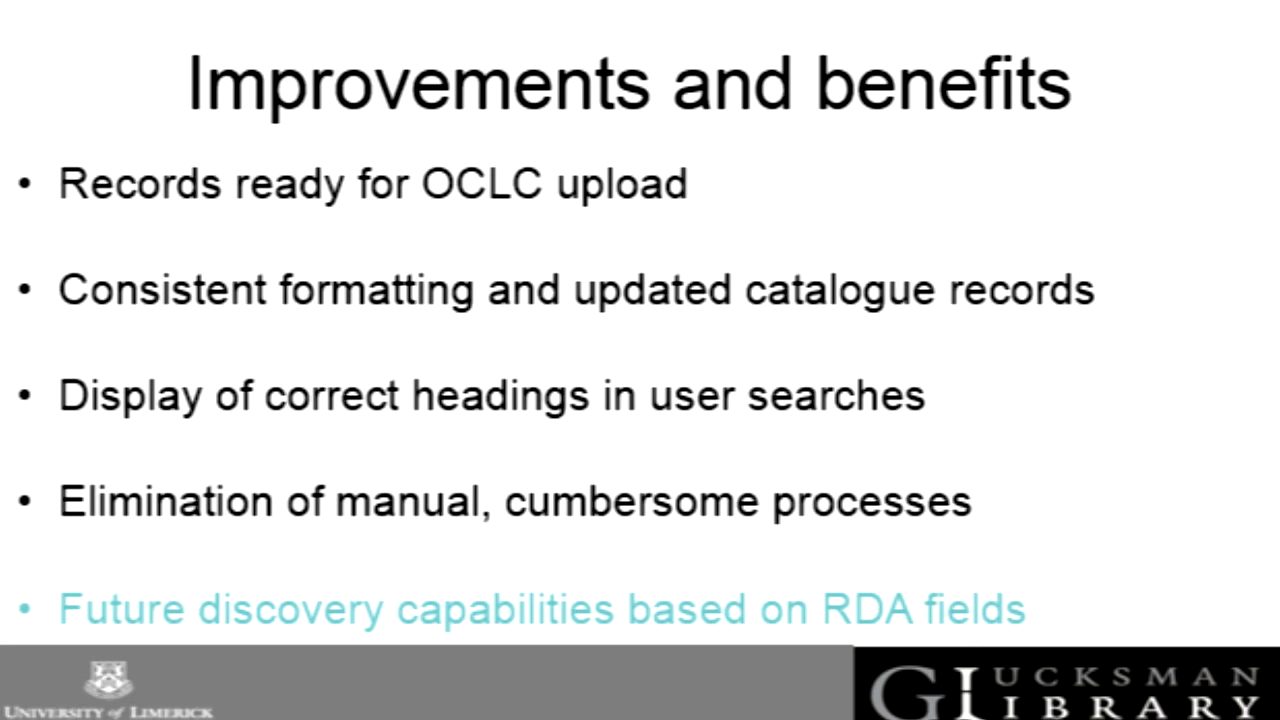 Improvements and benefits
• Records ready for OCLC upload
• Consistent formatting and updated catalogue records
• Display of correct headings in user searches
• Elimination of manual, cumbersome processes
• Future discovery capabilities based on RDA fields
UNIVERSITY of LIMERICK
GLUCKSMAN
LIBRARY